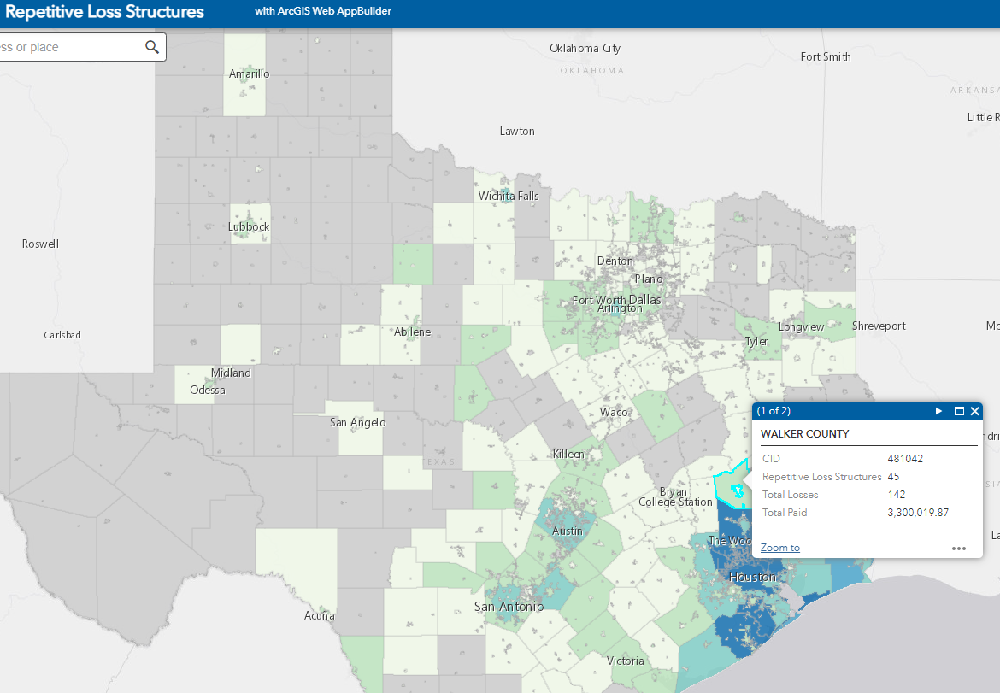 Repetitive Loss Structures
with ArcGIS Web AppBuilder
ess or place
Oklahoma City
OKLAHOMA
Fort Smith
Amarillo
ARKANSA
Little R
Lawton
Wichita Falls
Lubbock
Roswell
Denton
Plano
Fort Worth Dallas
Arlington
Carlsbad
Abilene
Longview
Shreveport
Mo
Tyler
Midland
Odessa
San Angelo
Waco
(1 of 2)
WALKER COUNTY
CID 481042
Repetitive Loss Structures 45
Total Losses 142
Total Paid 3,300,019.87
Zoom to
ndri
SIA
La
Killeen
EXAS
Bryan
College Station
Austin
The Woo
Houston
San Antonio
Acuña
Victoria